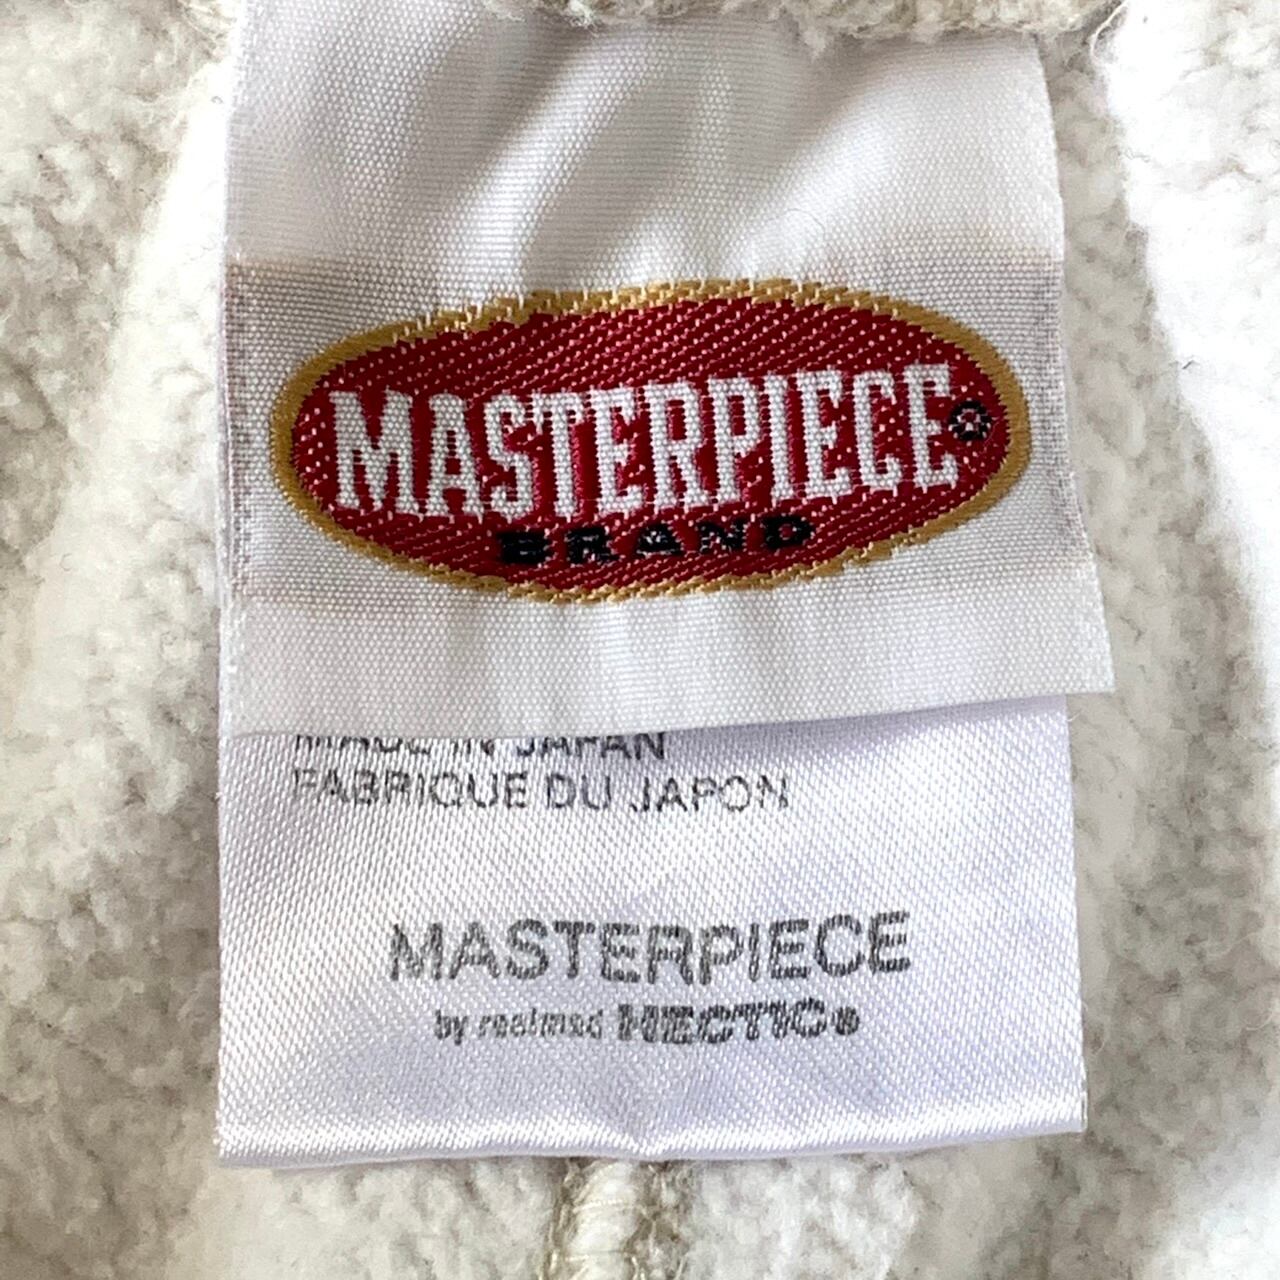 MASTERPIECE®
BRAND
MADE IN JAPAN
FABRIQUE DU JAPON
MASTERPIECE
by realmad HECTIC®